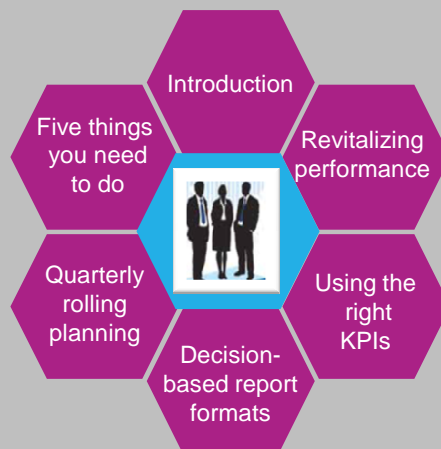 Introduction
Revitalizing
performance
Using the
right
KPIs
Decision-
based report
formats
Quarterly
rolling
planning
Five things
you need
to do